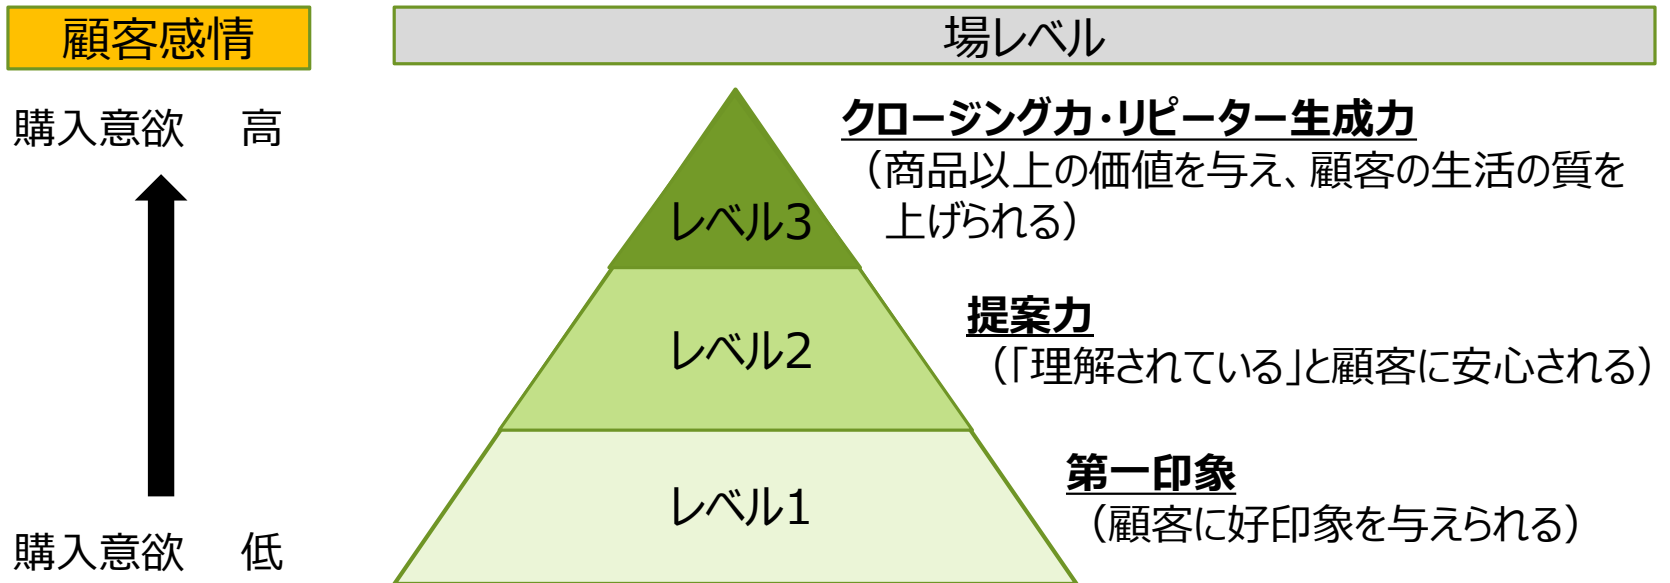 顧客感情
場レベル
購入意欲　高
クロージング力・リピーター生成力
（商品以上の価値を与え、顧客の生活の質を
上げられる）
レベル3
提案力
レベル2
（「理解されている」と顧客に安心される）
第一印象
レベル1
（顧客に好印象を与えられる）
購入意欲　低